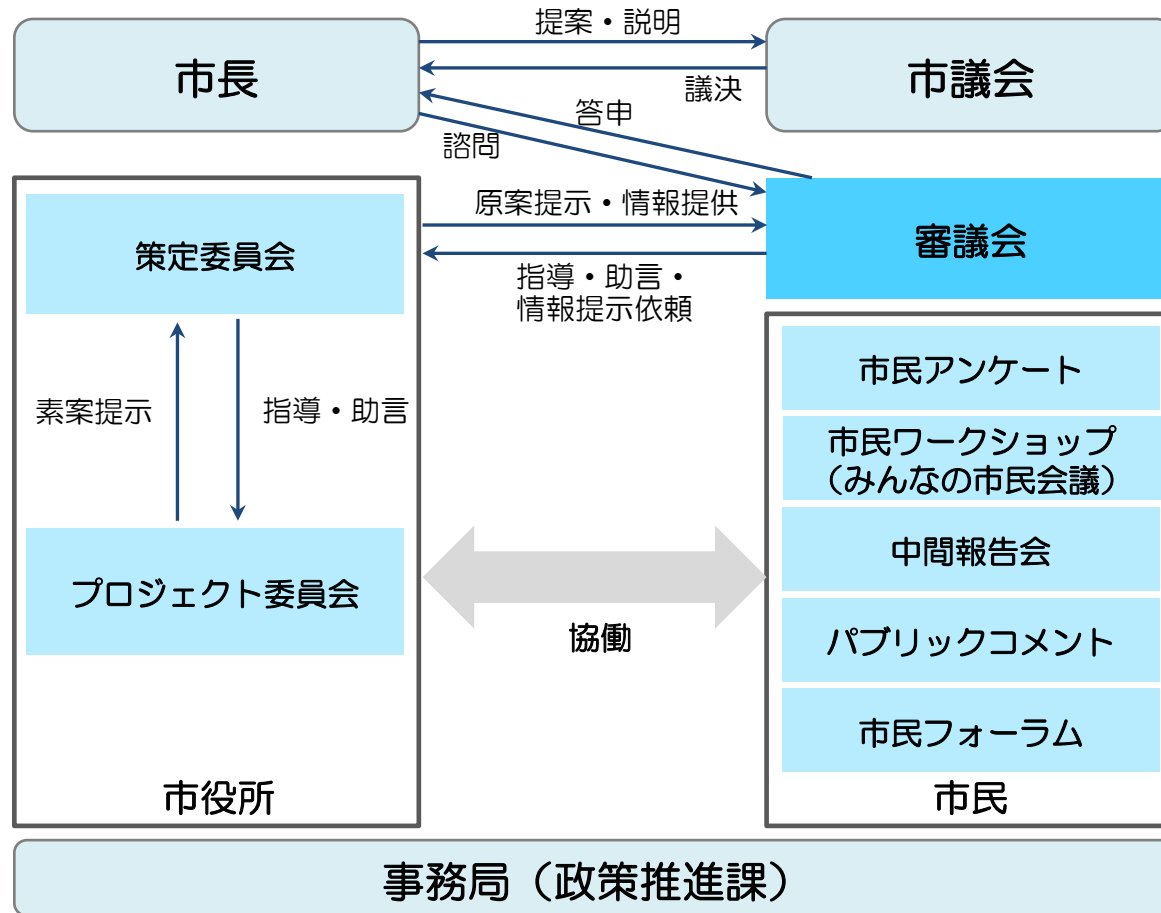 提案・説明
市長
市議会
議決
答申
諮問
原案提示・情報提供
策定委員会
審議会
指導・助言・
情報提示依頼
市民アンケート
素案提示
指導・助言
市民ワークショップ
（みんなの市民会議）
中間報告会
プロジェクト委員会
協働
パブリックコメント
市民フォーラム
市役所
市民
事務局（政策推進課）